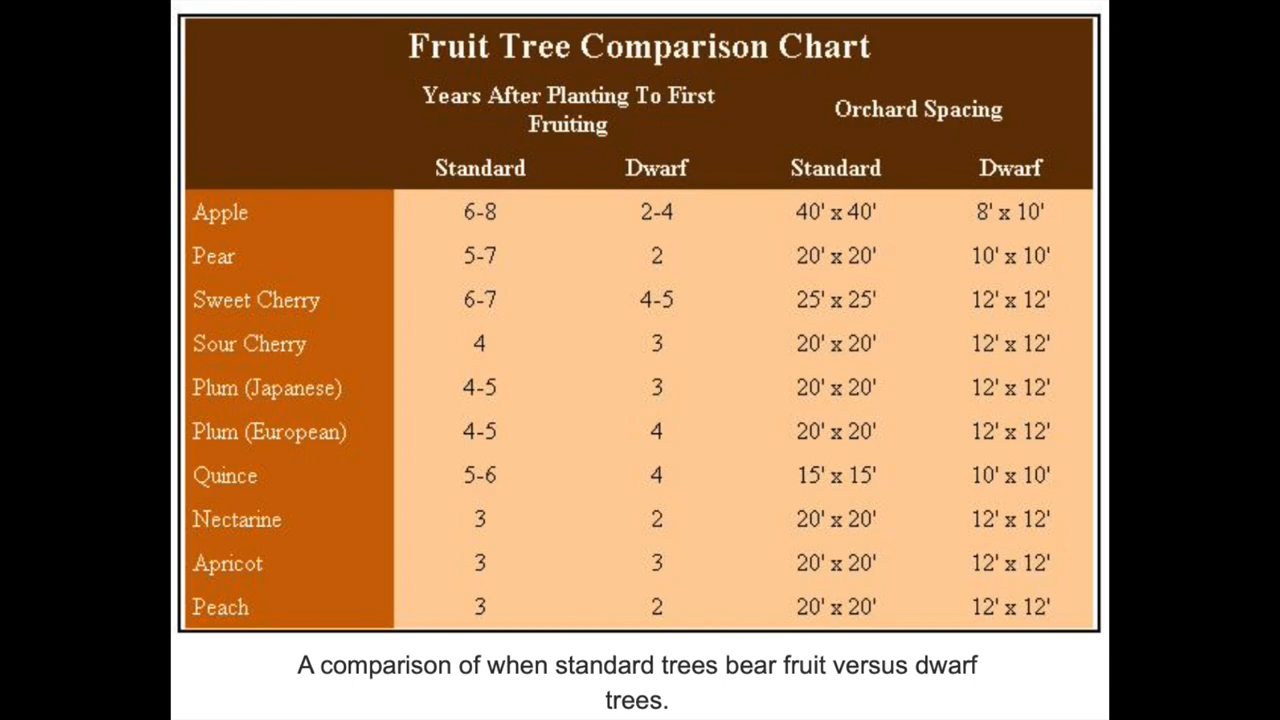 Fruit Tree Comparison Chart
Years After Planting To First
Fruiting
Orchard Spacing
Standard Dwarf Standard Dwarf
Apple 6-8 2-4 40' x 40' 8' x 10'
Pear 5-7 2 20' x 20' 10' x 10'
Sweet Cherry 6-7 4-5 25' x 25' 12' x 12'
Sour Cherry 4 3 20' x 20' 12' x 12'
Plum (Japanese) 4-5 3 20' x 20' 12' x 12'
Plum (European) 4-5 4 20' x 20' 12' x 12'
Quince 5-6 4 15' x 15' 10' x 10'
Nectarine 3 2 20' x 20' 12' x 12'
Apricot 3 3 20' x 20' 12' x 12'
Peach 3 2 20' x 20' 12' x 12'
A comparison of when standard trees bear fruit versus dwarf
trees.